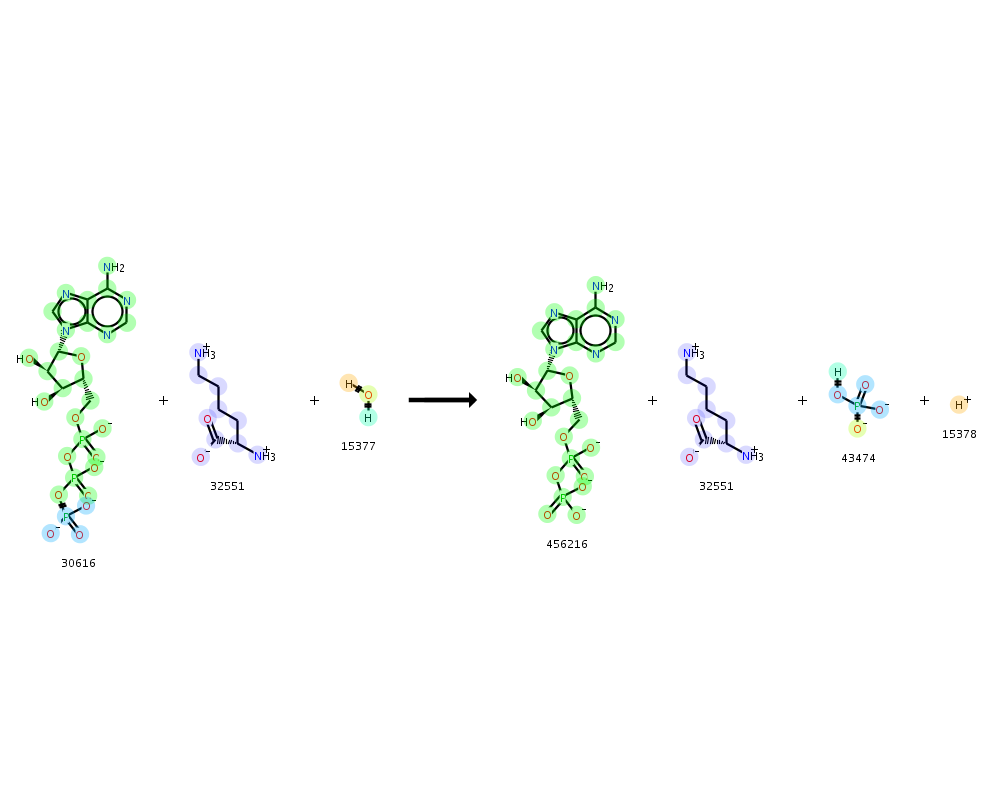 NH2
N
N
N
N
HO
O
HO
O
O-
P
O
O
O-
P
O
O
O-
P
O-
O
30616
+
NH3+
O
O-
NH3+
32551
+
H
O
H
15377
NH2
N
N
N
N
HO
O
HO
O
O-
P
O
O
O-
P
O
O-
456216
+
NH3+
O
O-
NH3+
32551
+
H
O
O
P
O-
O-
43474
+
H+
15378